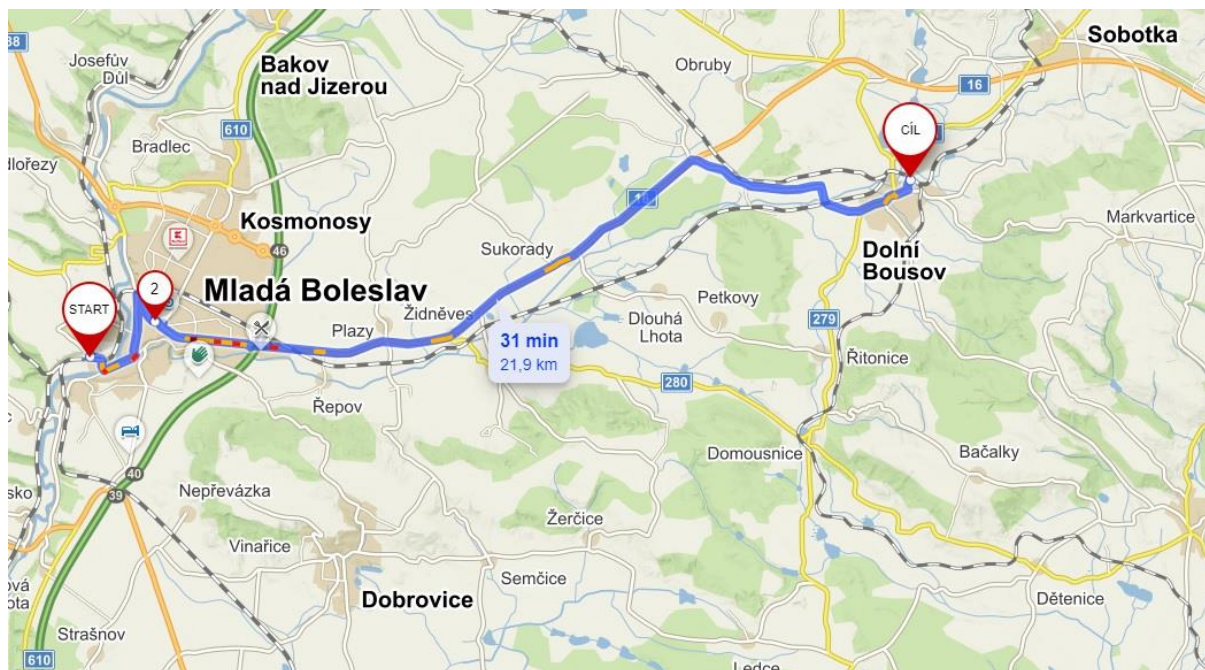 38
Josefův
Důl
Bakov
nad Jizerou
Obruby
Sobotka
16
610
Bradlec
CÍL
Kosmonosy
46
Markvartice
START
2
Mladá Boleslav
Sukorady
Dolní
Bousov
Židněves
Plazy
31 min
21,9 km
Petkovy
Dlouhá
Lhota
279
Řitonice
280
Řepov
Domousnice
Bačalky
40
39
Nepřevázka
Žerčice
Vinařice
Semčice
Dobrovice
Dětenice
Strašnov
610